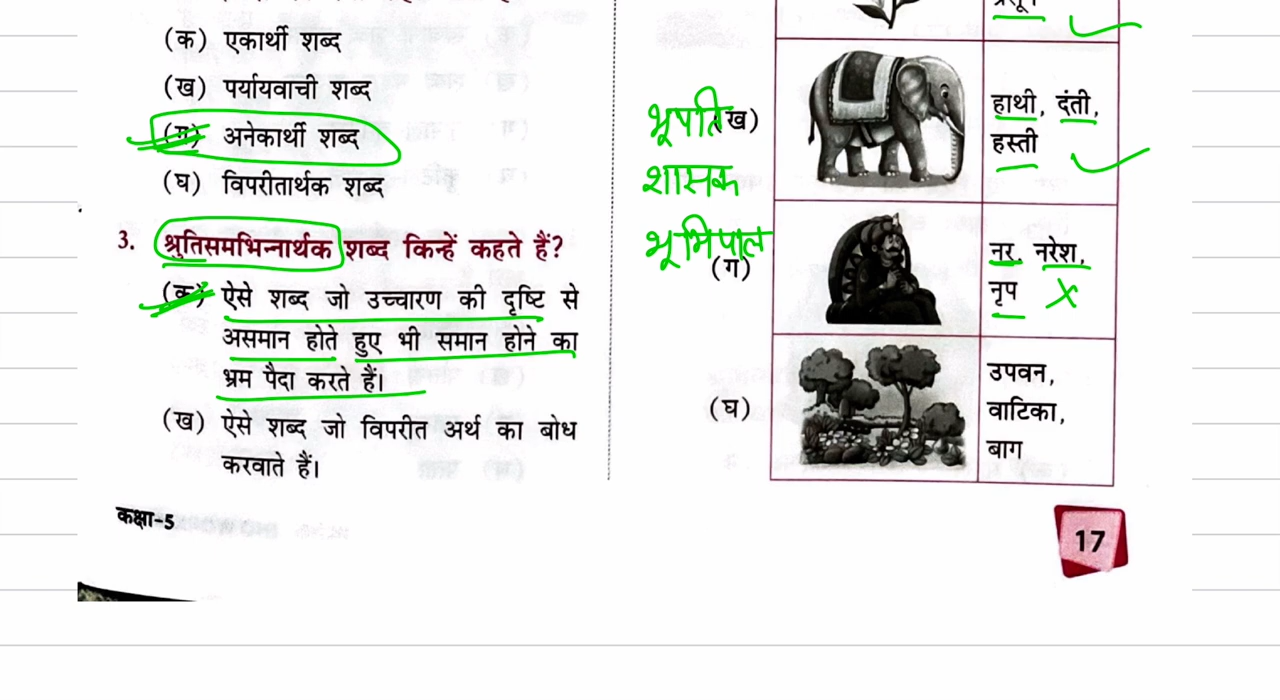 (क) एकार्थी शब्द
(ख) पर्यायवाची शब्द
(ग) अनेकार्थी शब्द
(घ) विपरीतार्थक शब्द
3. श्रुतिसमभिन्नार्थक शब्द किन्हें कहते हैं?
(क) ऐसे शब्द जो उच्चारण की दृष्टि से
असमान होते हुए भी समान होने का
भ्रम पैदा करते हैं।
(ख) ऐसे शब्द जो विपरीत अर्थ का बोध
करवाते हैं।
कक्षा-5
भूपति
शासक
भूमिपाल
(ख)
हाथी, दंती,
हस्ती
(ग)
नर, नरेश,
नृप
(घ)
उपवन,
वाटिका,
बाग
17